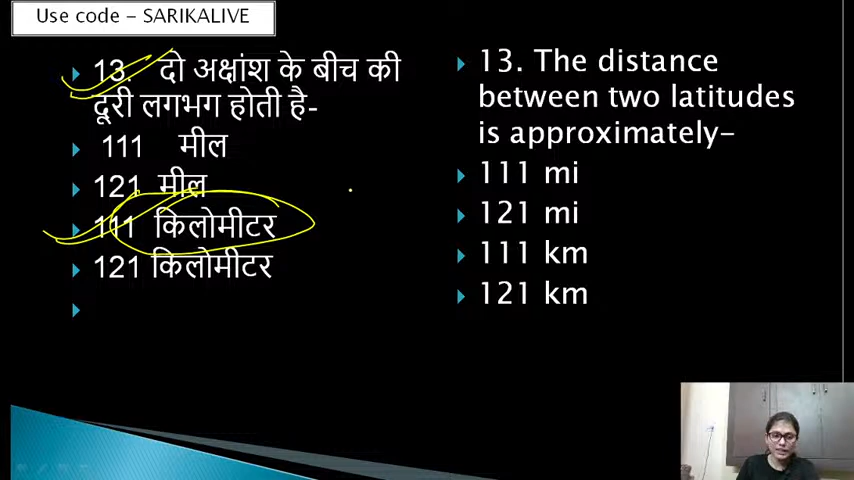 Use code – SARIKALIVE
13. दो अक्षांश के बीच की
दूरी लगभग होती है-
111 मील
121 मील
111 किलोमीटर
121 किलोमीटर
13. The distance
between two latitudes
is approximately-
111 mi
121 mi
111 km
121 km